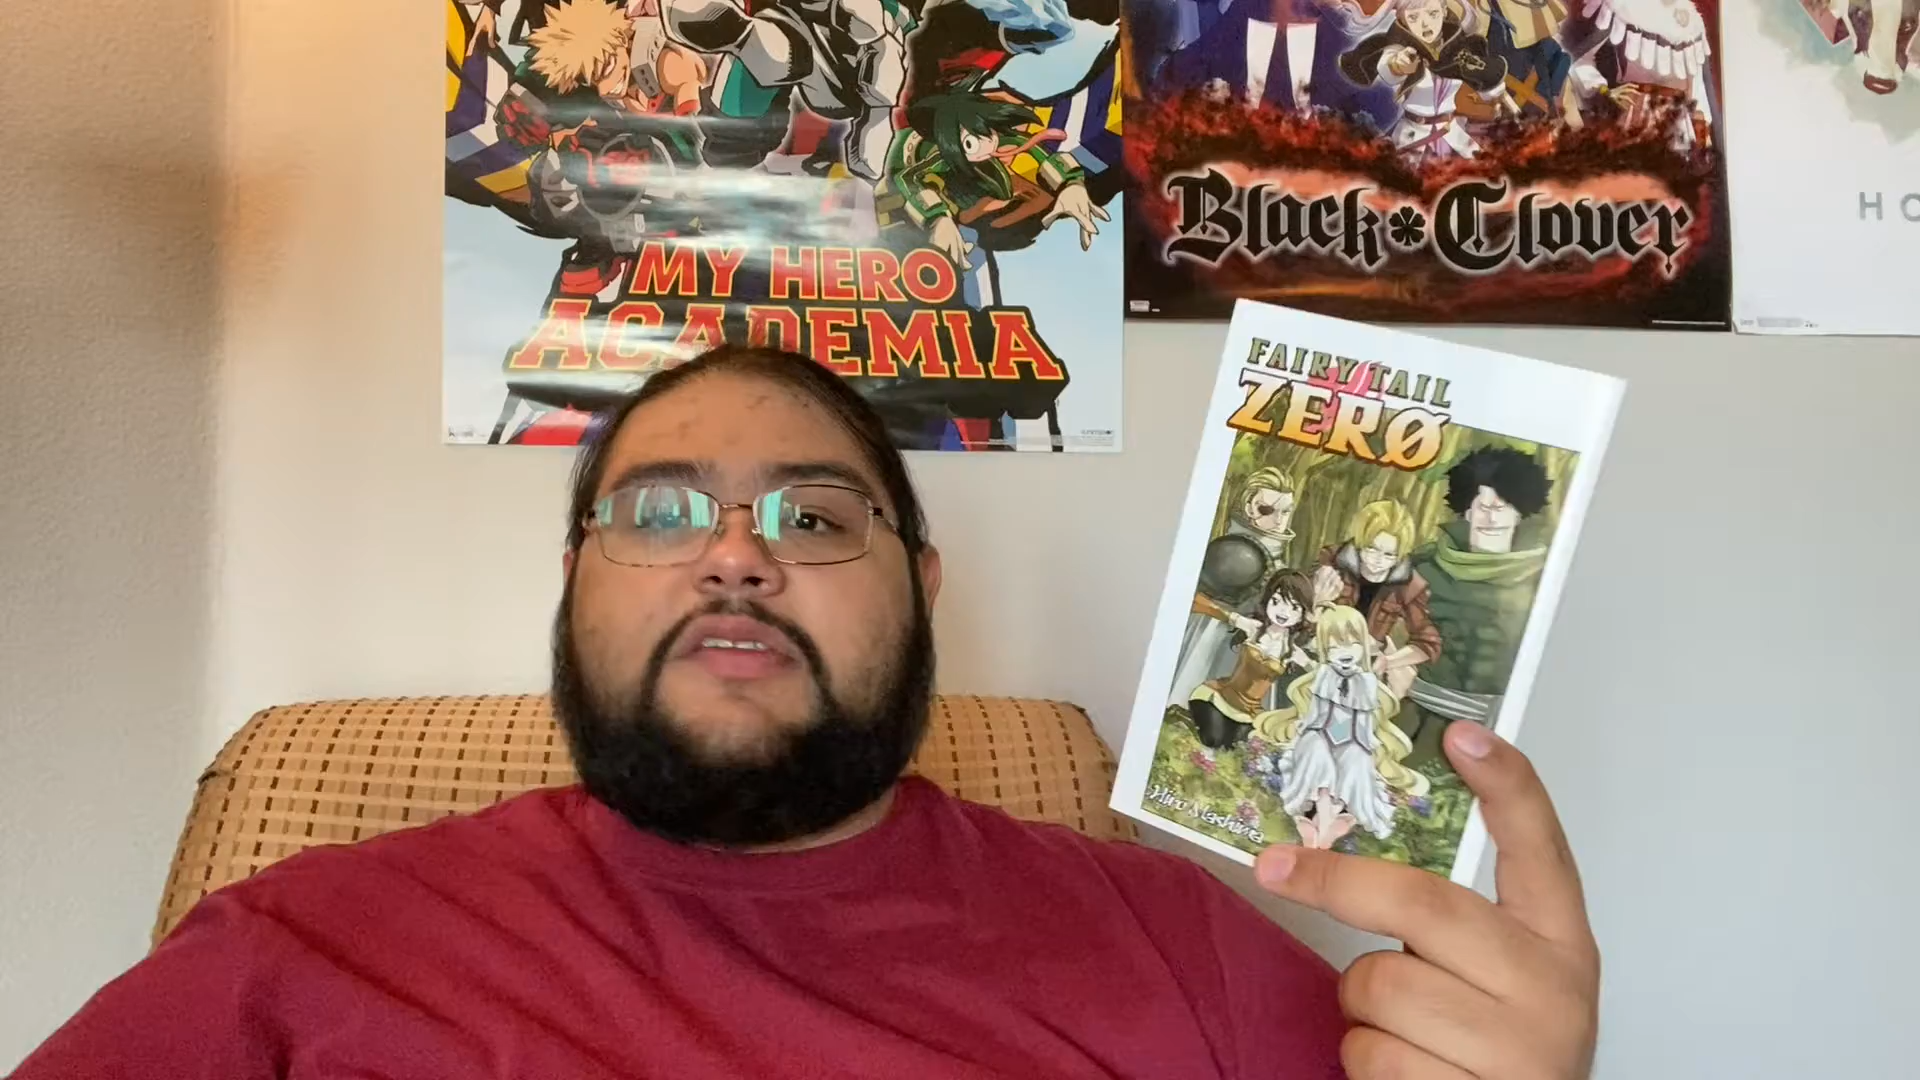 MY HERO
ACADEMIA
Black Clover
HO
FAIRY TAIL
ZERØ
Hiro Mashima